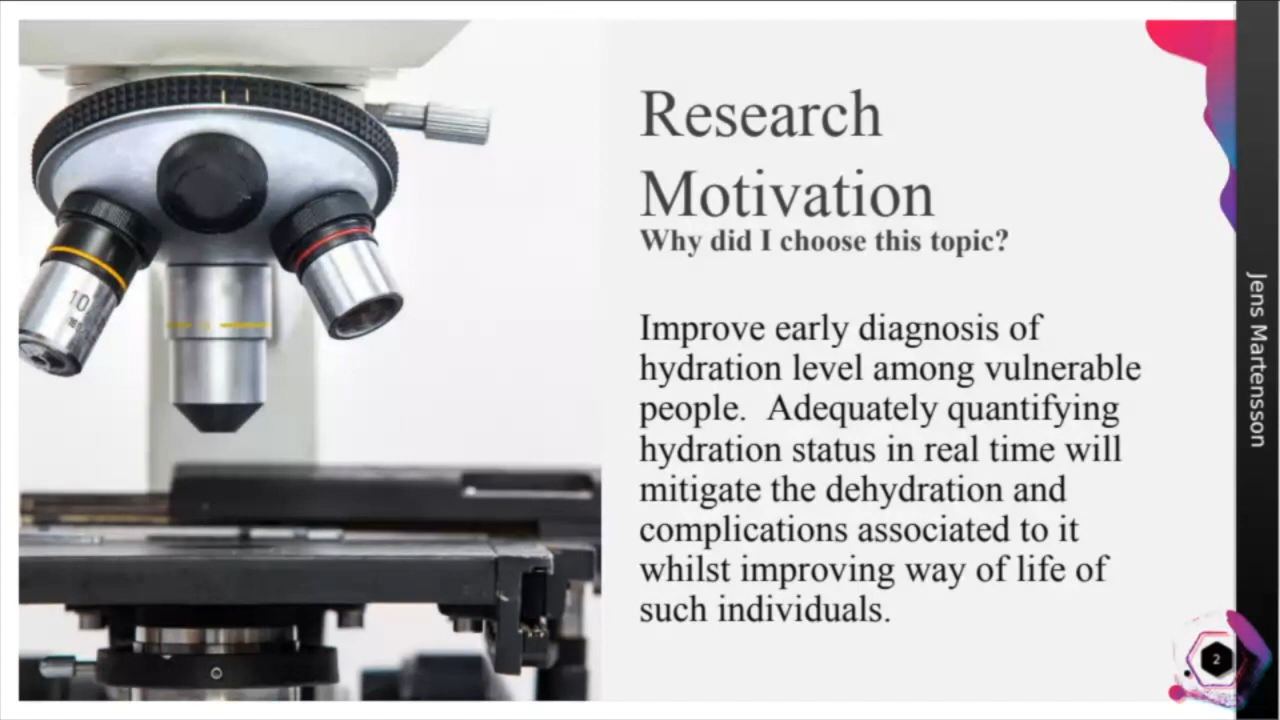 Research
Motivation
Why did I choose this topic?
Improve early diagnosis of
hydration level among vulnerable
people.  Adequately quantifying
hydration status in real time will
mitigate the dehydration and
complications associated to it
whilst improving way of life of
such individuals.
Jens Martensson
2
10